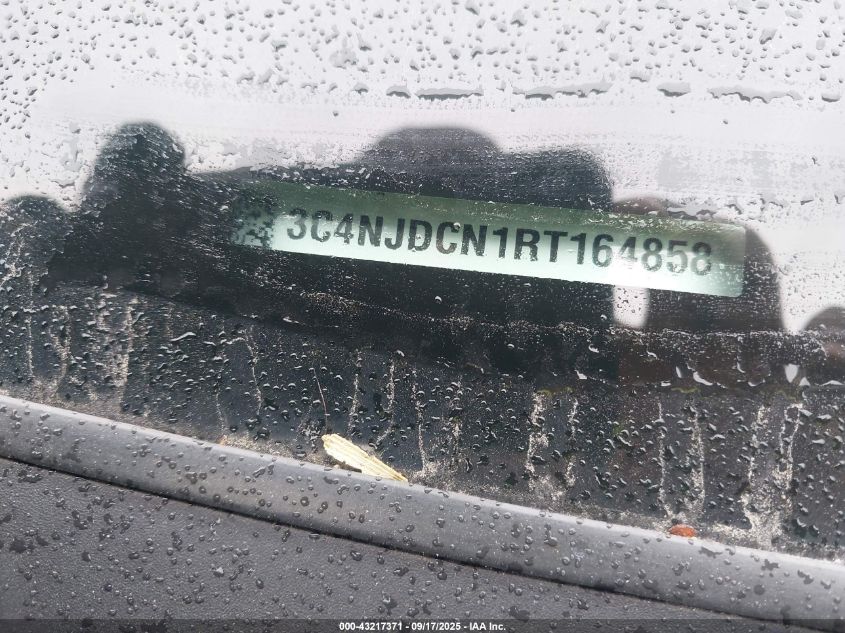 3C4NJDCN1RT164858
000-43217371 - 09/17/2025 - IAA Inc.